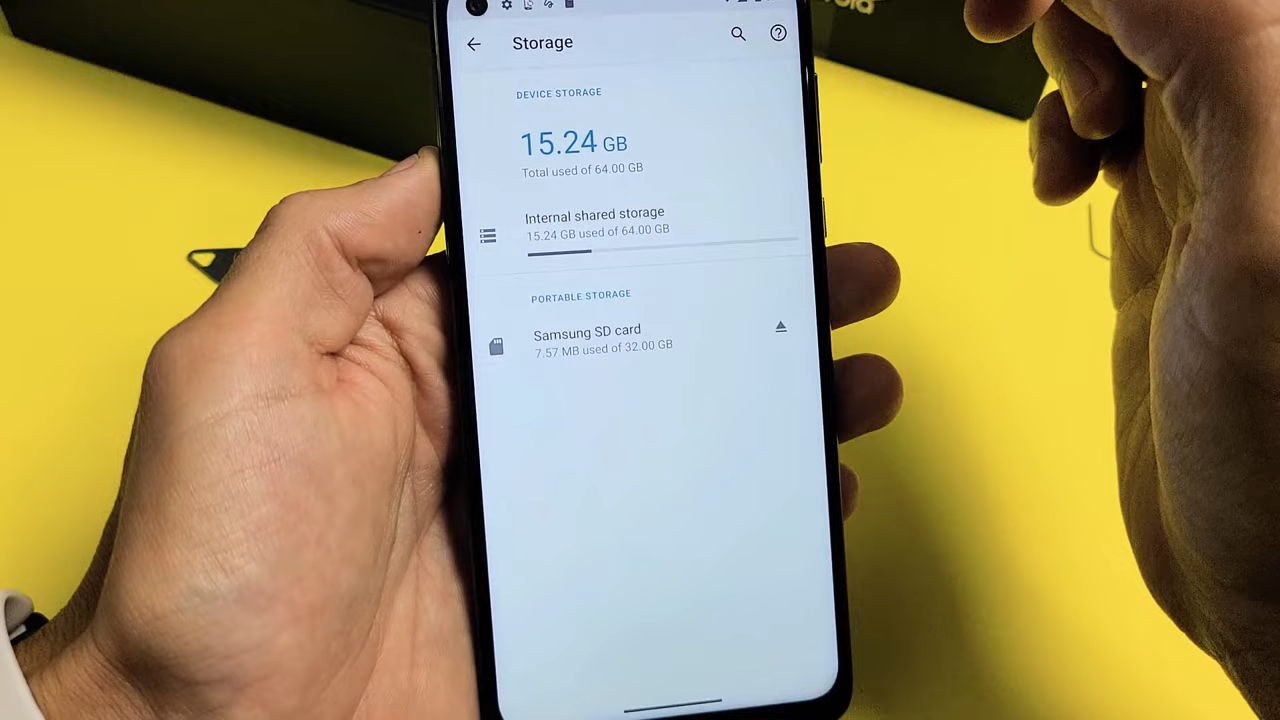 Storage
DEVICE STORAGE
15.24 GB
Total used of 64.00 GB
Internal shared storage
15.24 GB used of 64.00 GB
PORTABLE STORAGE
Samsung SD card
7.57 MB used of 32.00 GB